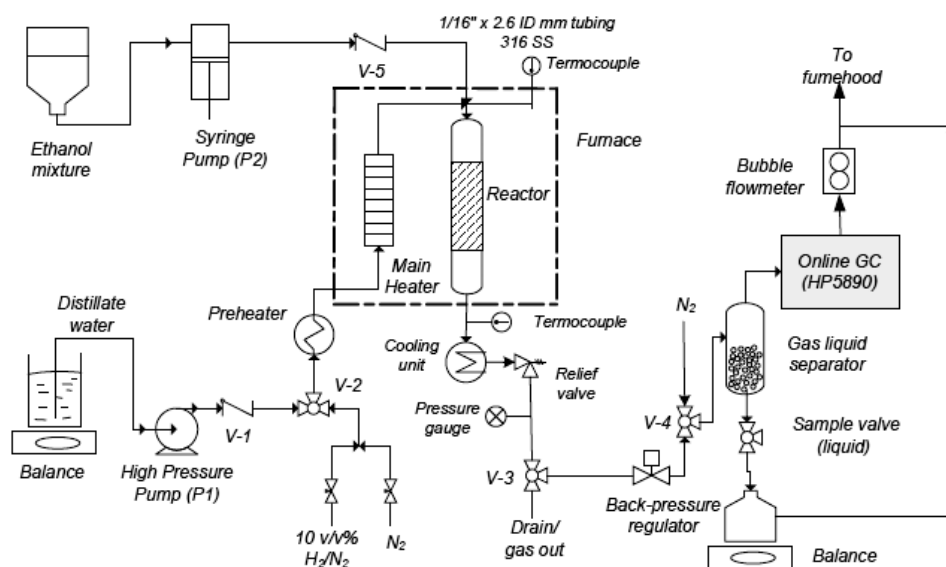 1/16" x 2.6 ID mm tubing
316 SS
Termocouple
To
fumehood
V-5
Ethanol
mixture
Syringe
Pump (P2)
Furnace
Bubble
flowmeter
Reactor
Online GC
(HP5890)
Main
Heater
Distillate
water
Preheater
N2
Termocouple
Cooling
unit
Gas liquid
separator
Relief
valve
V-2
Pressure
gauge
V-4
V-1
Sample valve
(liquid)
Balance
High Pressure
Pump (P1)
V-3
Back-pressure
regulator
10 v/v%
H2/N2
N2
Drain/
gas out
Balance